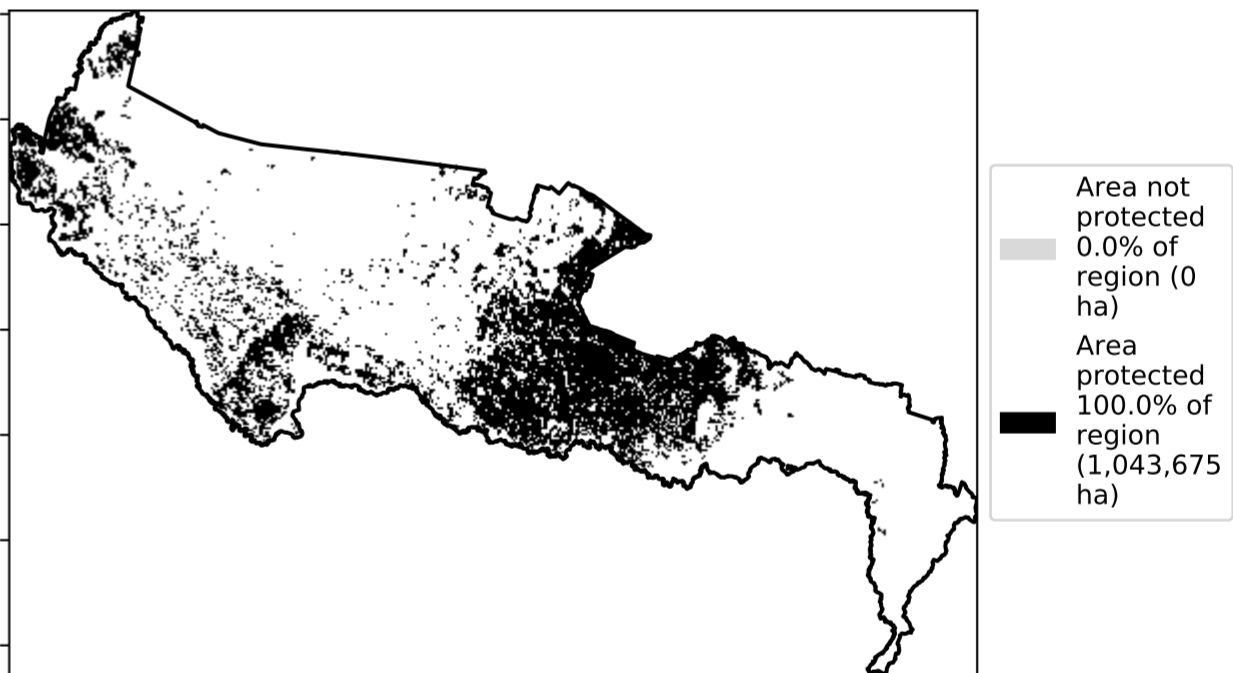 Area not
protected
0.0% of
region (0
ha)
Area
protected
100.0% of
region
(1,043,675
ha)